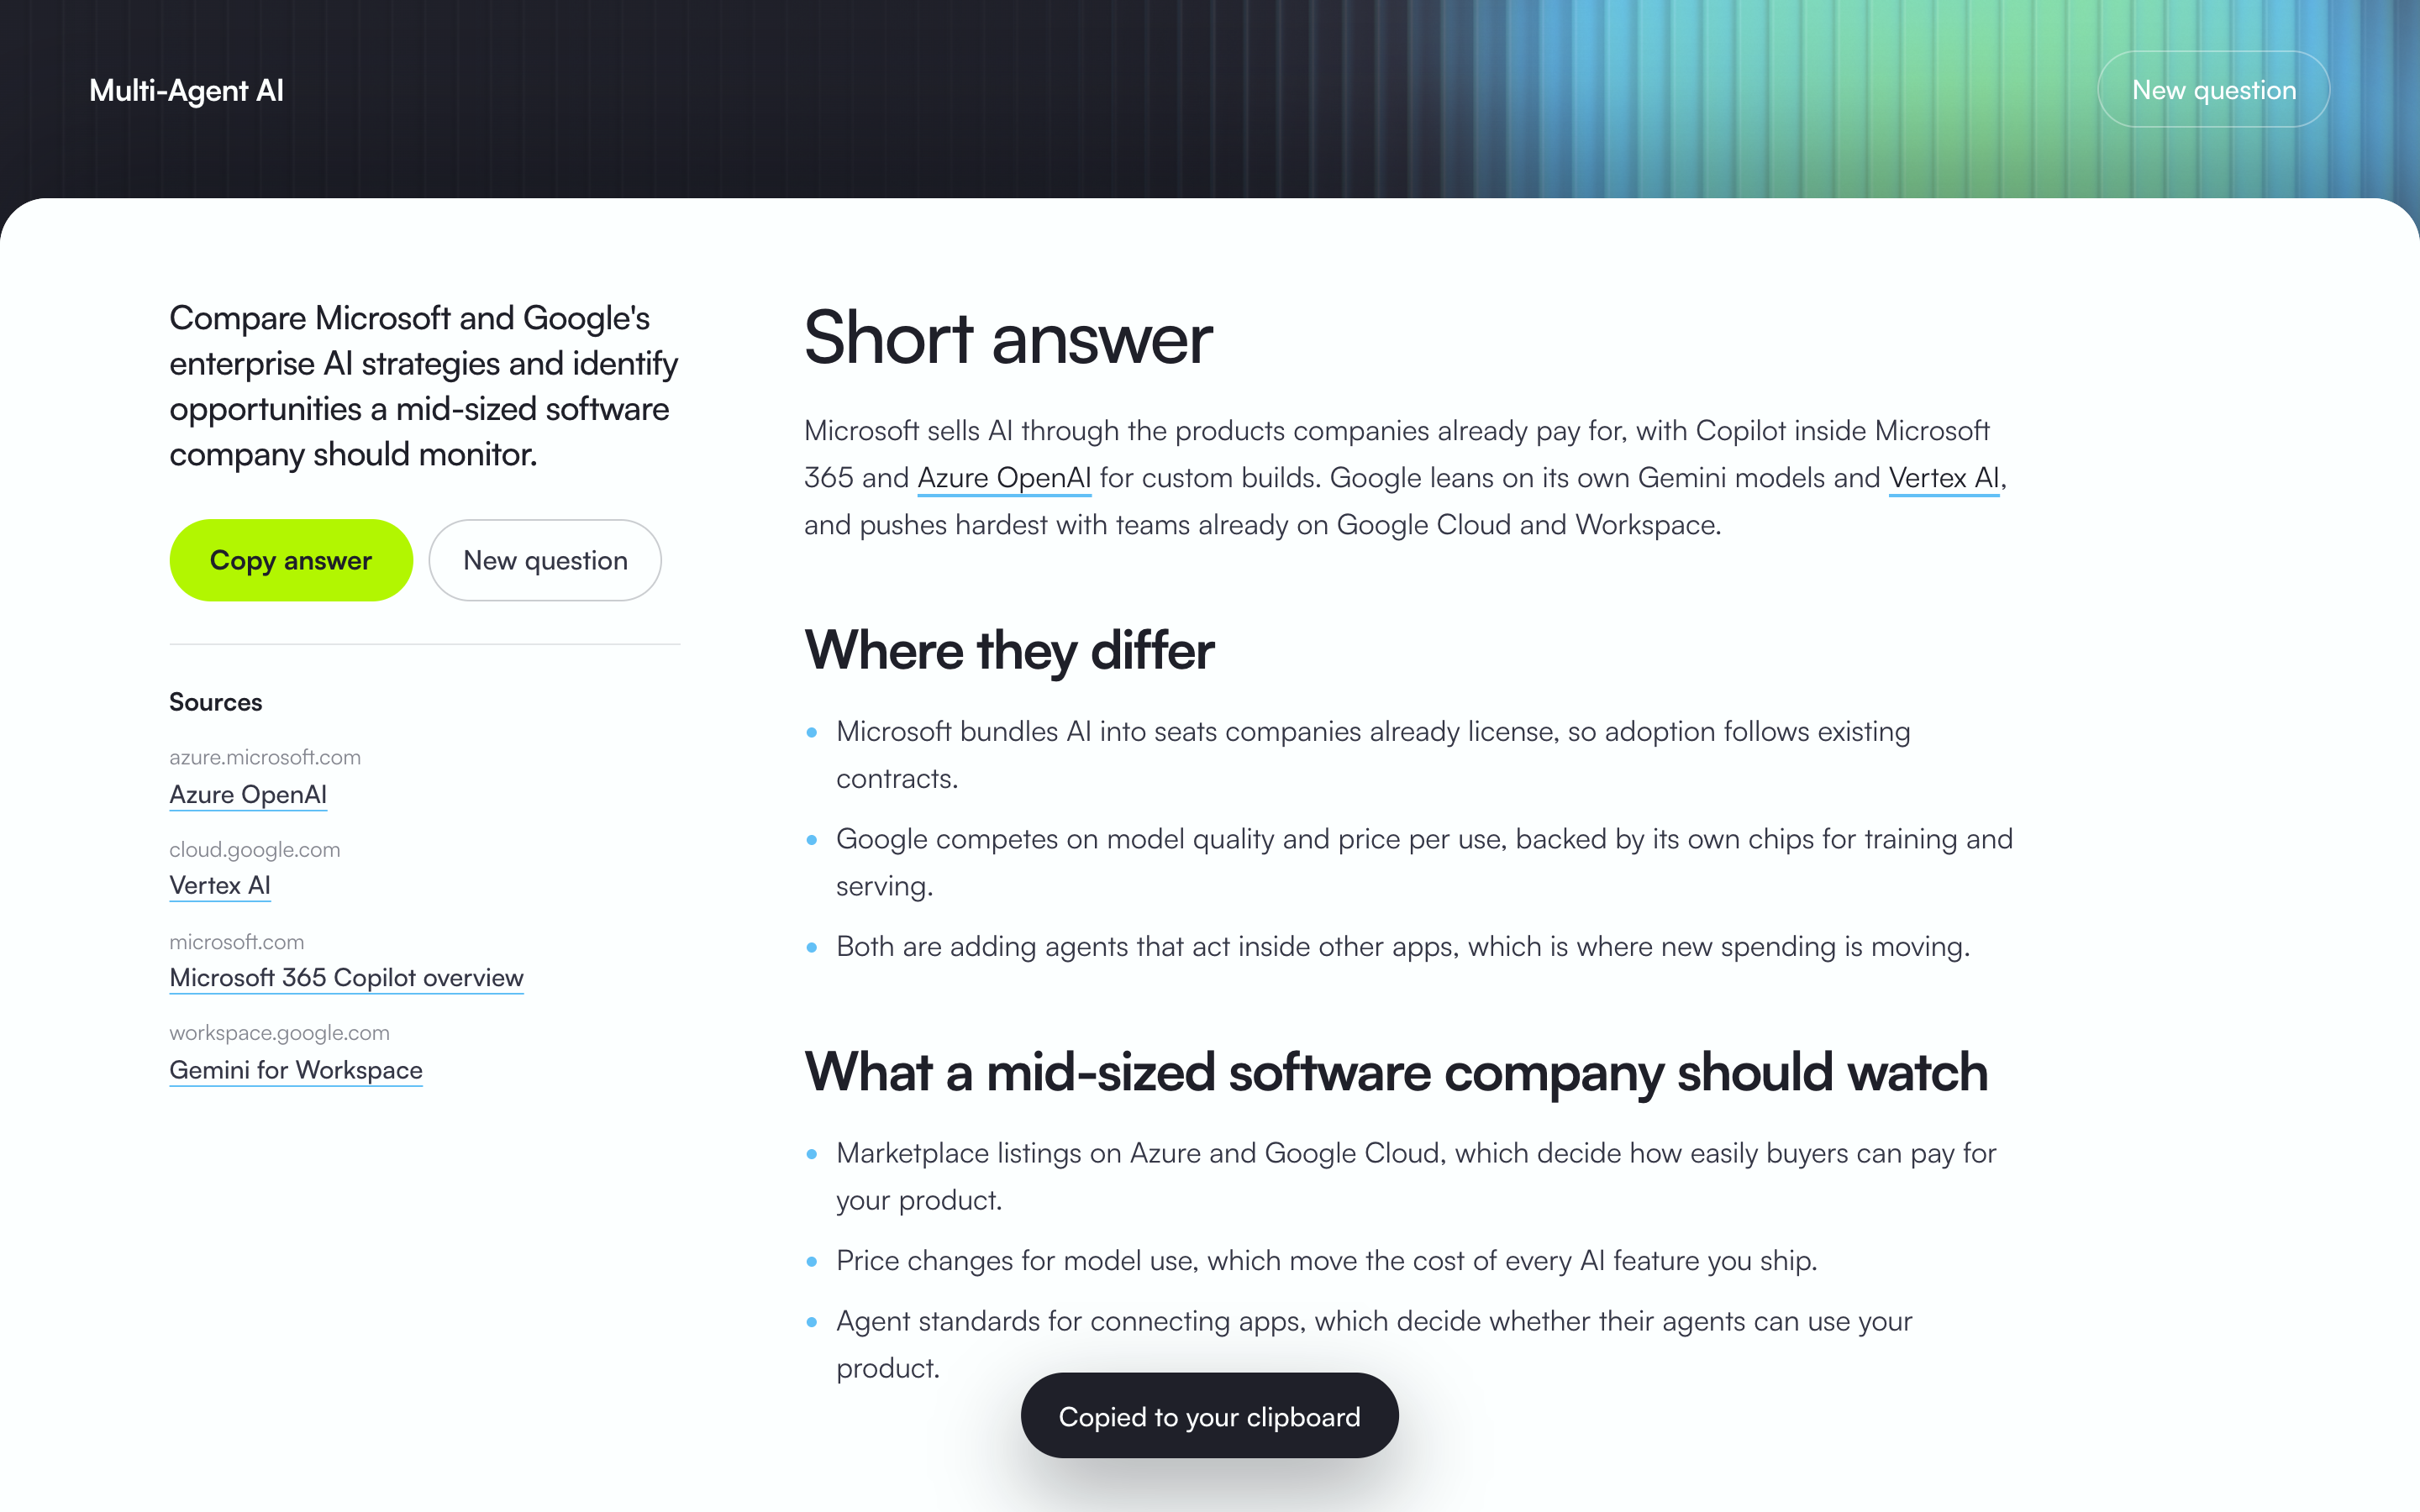 Multi-Agent AI
New question
Compare Microsoft and Google's
enterprise AI strategies and identify
opportunities a mid-sized software
company should monitor.
Copy answer
New question
Sources
azure.microsoft.com
Azure OpenAI
cloud.google.com
Vertex AI
microsoft.com
Microsoft 365 Copilot overview
workspace.google.com
Gemini for Workspace
Short answer
Microsoft sells AI through the products companies already pay for, with Copilot inside Microsoft
365 and Azure OpenAI for custom builds. Google leans on its own Gemini models and Vertex AI,
and pushes hardest with teams already on Google Cloud and Workspace.
Where they differ
• Microsoft bundles AI into seats companies already license, so adoption follows existing
contracts.
• Google competes on model quality and price per use, backed by its own chips for training and
serving.
• Both are adding agents that act inside other apps, which is where new spending is moving.
What a mid-sized software company should watch
• Marketplace listings on Azure and Google Cloud, which decide how easily buyers can pay for
your product.
• Price changes for model use, which move the cost of every AI feature you ship.
• Agent standards for connecting apps, which decide whether their agents can use your
product.
Copied to your clipboard